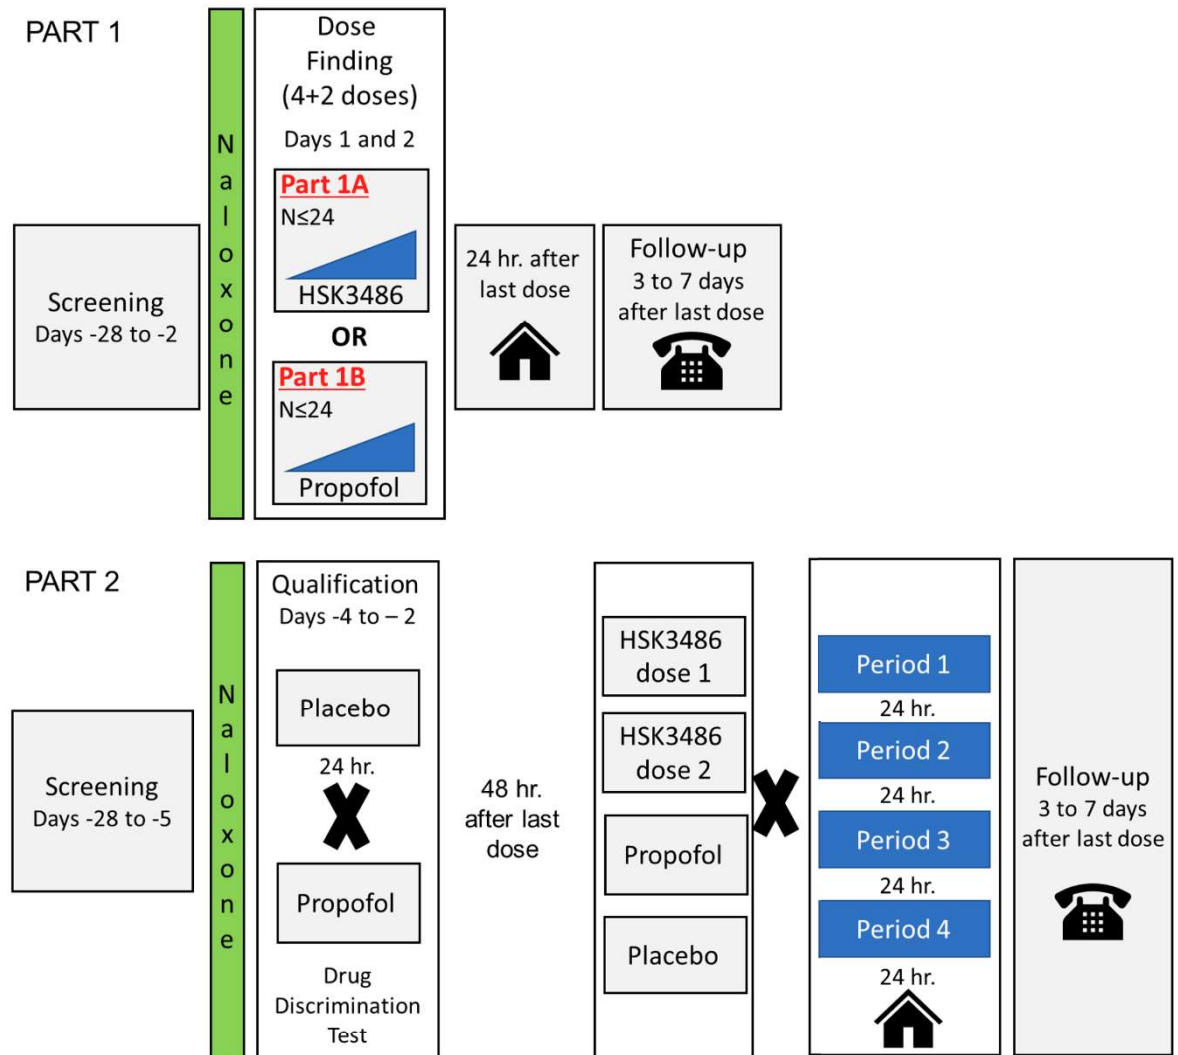 PART 1
Screening
Days -28 to -2
N
a
l
o
x
o
n
e
Dose
Finding
(4+2 doses)
Days 1 and 2
Part 1A
N≤24
HSK3486
OR
Part 1B
N≤24
Propofol
24 hr. after
last dose
Follow-up
3 to 7 days
after last dose
PART 2
Screening
Days -28 to -5
N
a
l
o
x
o
n
e
Qualification
Days -4 to – 2
Placebo
24 hr.
Propofol
Drug
Discrimination
Test
48 hr.
after last
dose
HSK3486
dose 1
HSK3486
dose 2
Propofol
Placebo
Period 1
24 hr.
Period 2
24 hr.
Period 3
24 hr.
Period 4
24 hr.
Follow-up
3 to 7 days
after last dose